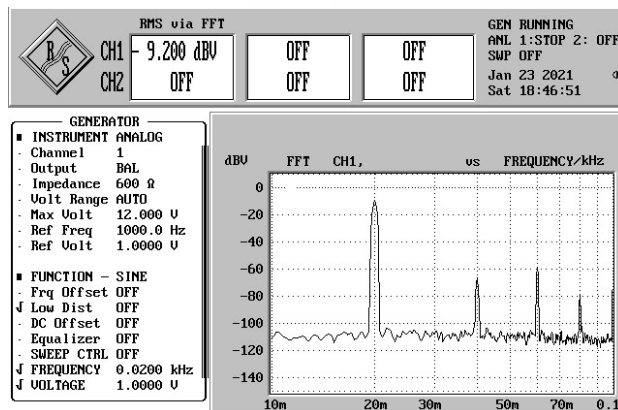 RMS via FFT
R S
CH1 - 9.200 dBV OFF OFF
CH2 OFF OFF OFF
GEN RUNNING
ANL 1:STOP 2: OFF
SWP OFF
Jan 23 2021
Sat 18:46:51
GENERATOR
INSTRUMENT ANALOG
Channel 1
Output BAL
Impedance 600 Ω
Volt Range AUTO
Max Volt 12.000 V
Ref Freq 1000.0 Hz
Ref Volt 1.0000 V
FUNCTION – SINE
Frq Offset OFF
Low Dist OFF
DC Offset OFF
Equalizer OFF
SWEEP CTRL OFF
FREQUENCY 0.0200 kHz
VOLTAGE 1.0000 V
dBV FFT CH1, vs FREQUENCY/kHz
0
-20
-40
-60
-80
-100
-120
-140
10m 20m 30m 50m 70m 0.1